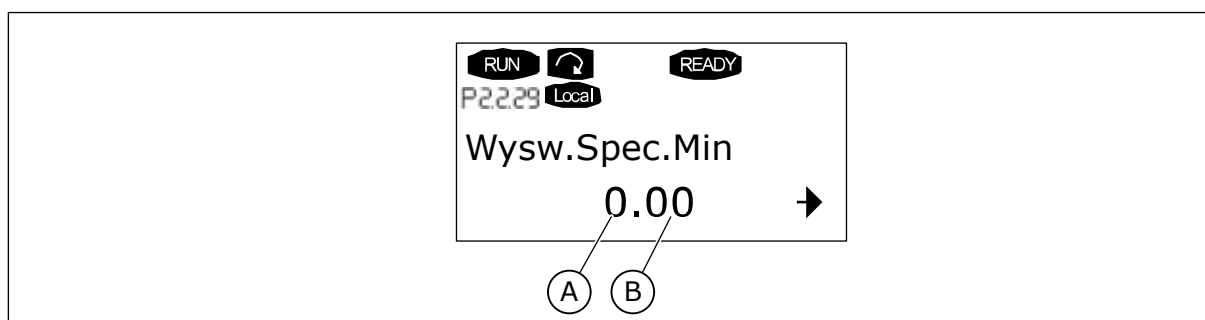 RUN READY
P2.2.29 Local
Wysw.Spec.Min
0.00
A B